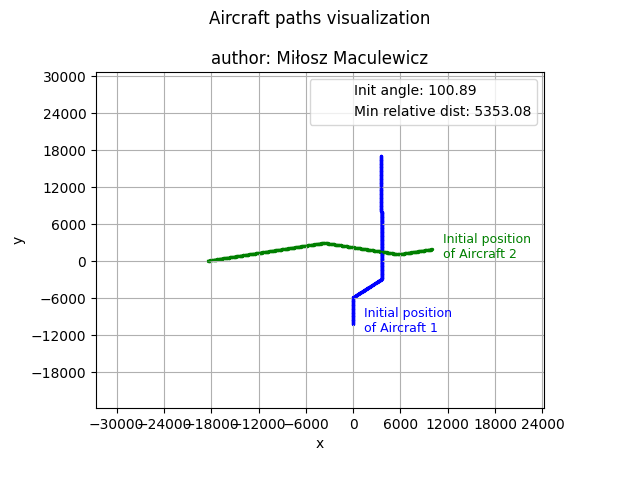 Aircraft paths visualization
author: Miłosz Maculewicz
Init angle: 100.89
Min relative dist: 5353.08
30000
24000
18000
12000
6000
0
−6000
−12000
−18000
y
Initial position
of Aircraft 2
Initial position
of Aircraft 1
−30000 −24000 −18000 −12000 −6000 0 6000 12000 18000 24000
x